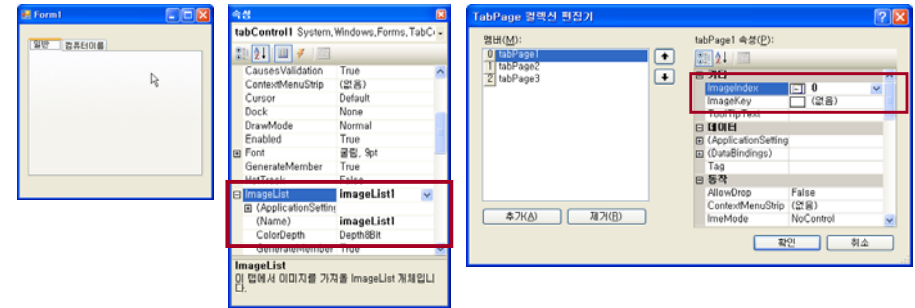 Form1
일반 컴퓨터이름
속성
tabControl1 System.Windows.Forms.TabCo
CausesValidation True
ContextMenuStrip (없음)
Cursor Default
Dock None
DrawMode Normal
Enabled True
Font 굴림, 9pt
GenerateMember True
HotTrack False
ImageList imageList1
(ApplicationSetting
(Name) imageList1
ColorDepth Depth8Bit
GenerateMember True
ImageList
이 탭에서 이미지를 가져올 ImageList 개체입니다.
TabPage 컬렉션 편집기
멤버(M):
0 tabPage1
1 tabPage2
2 tabPage3
추가(A) 제거(R)
tabPage1 속성(P):
기타
ImageIndex 0
ImageKey (없음)
ToolTipText
데이터
(ApplicationSetting
(DataBindings)
Tag
동작
AllowDrop False
ContextMenuStrip (없음)
ImeMode NoControl
확인 취소